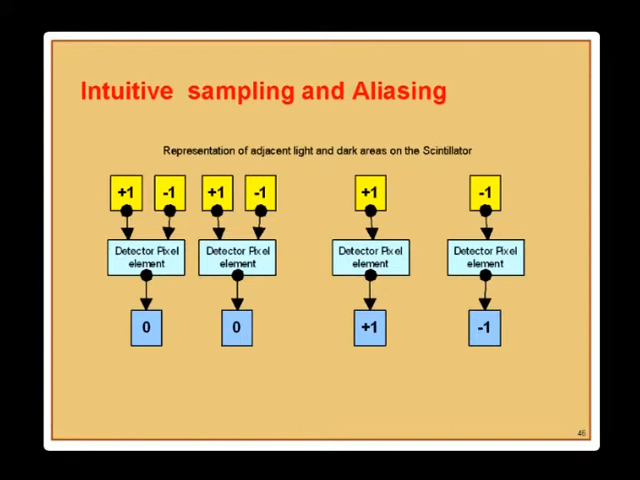 Intuitive sampling and Aliasing
Representation of adjacent light and dark areas on the Scintillator
+1 -1 +1 -1 +1 -1
Detector Pixel element Detector Pixel element Detector Pixel element Detector Pixel element
0 0 +1 -1
46